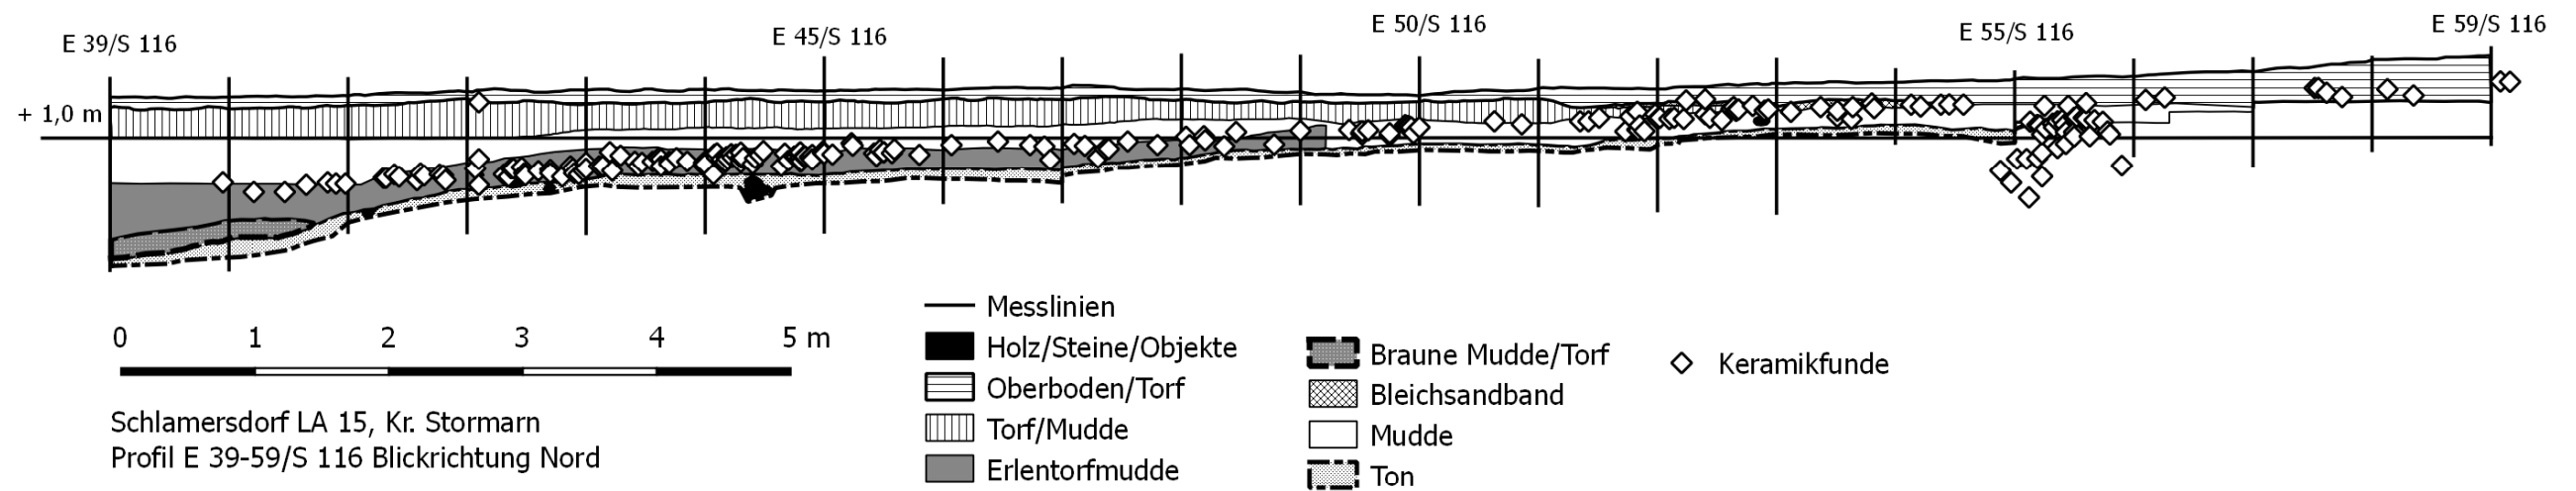 E 39/S 116
E 45/S 116
E 50/S 116
E 55/S 116
E 59/S 116
+ 1,0 m
0 1 2 3 4 5 m
Schlamersdorf LA 15, Kr. Stormarn
Profil E 39-59/S 116 Blickrichtung Nord
Messlinien
Holz/Steine/Objekte
Oberboden/Torf
Torf/Mudde
Erlentorfmudde
Braune Mudde/Torf
Bleichsandband
Mudde
Ton
Keramikfunde